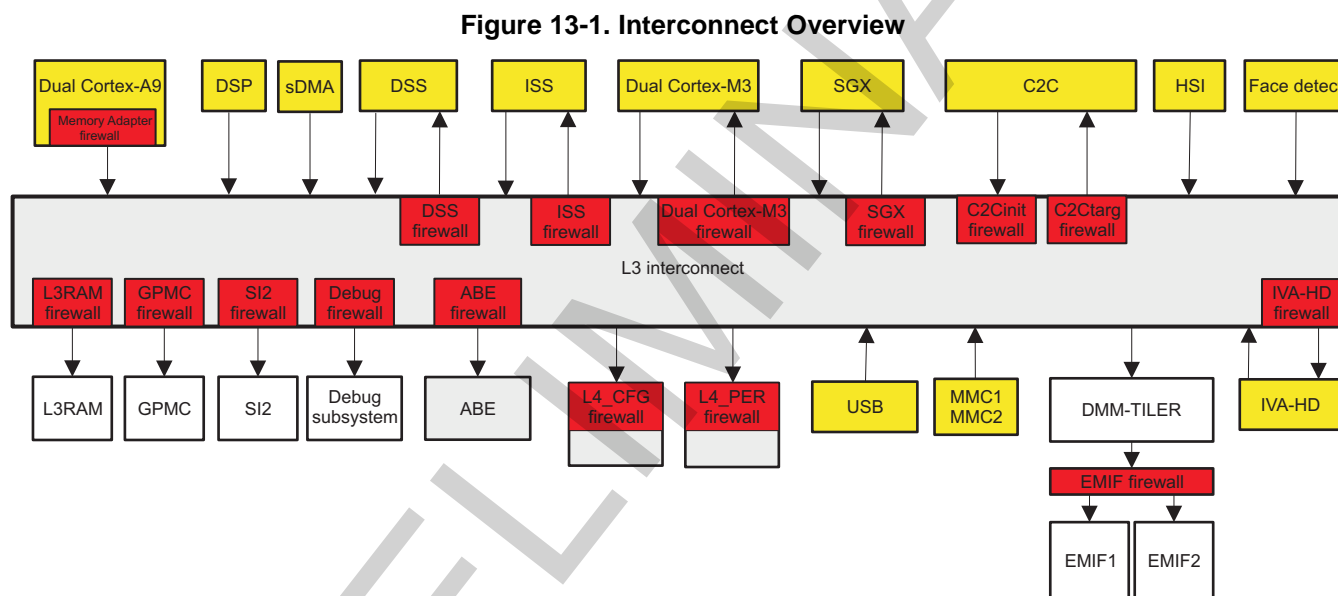 Figure 13-1. Interconnect Overview
Dual Cortex-A9
DSP
sDMA
DSS
ISS
Dual Cortex-M3
SGX
C2C
HSI
Face detect
Memory Adapter
firewall
DSS
firewall
ISS
firewall
Dual Cortex-M3
firewall
SGX
firewall
C2Cinit
firewall
C2Ctarg
firewall
L3 interconnect
L3RAM
firewall
GPMC
firewall
SI2
firewall
Debug
firewall
ABE
firewall
IVA-HD
firewall
L3RAM
GPMC
SI2
Debug
subsystem
ABE
L4_CFG
firewall
L4_PER
firewall
USB
MMC1
MMC2
DMM-TILER
IVA-HD
EMIF firewall
EMIF1
EMIF2